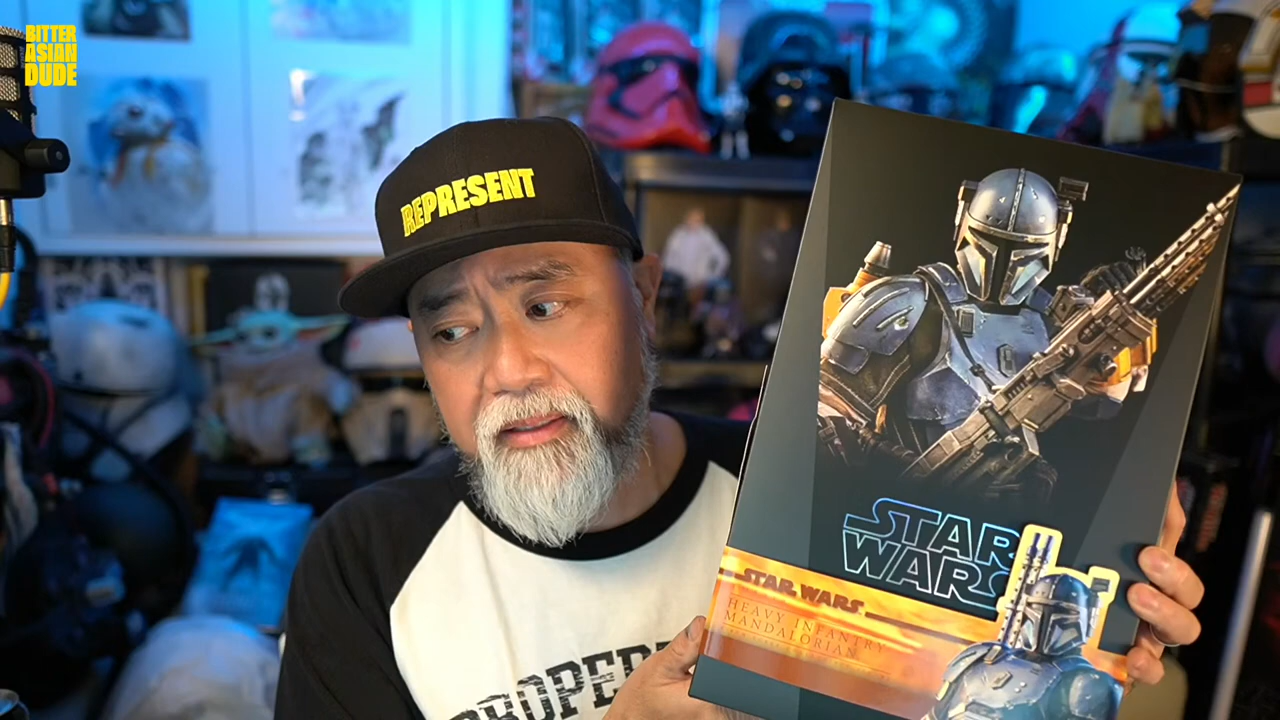 BITTER
ASIAN
DUDE
REPRESENT
STAR
WARS
STAR WARS
HEAVY INFANTRY
MANDALORIAN